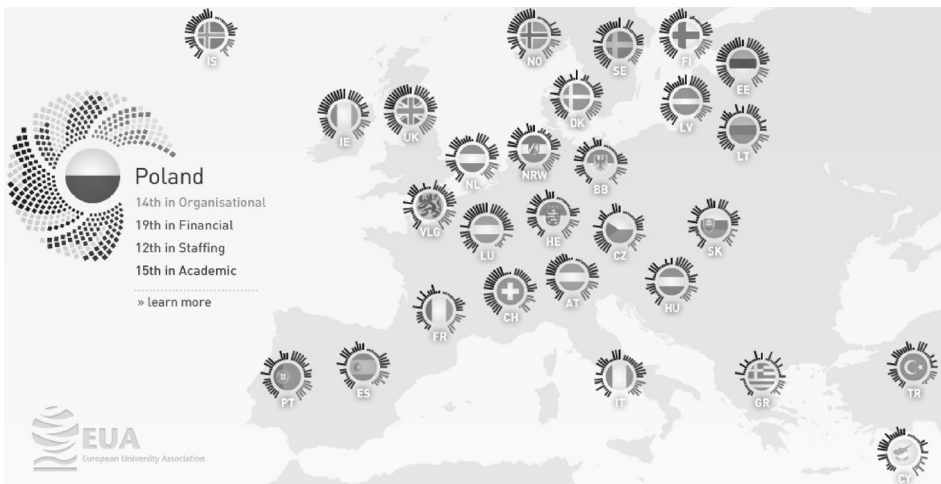 IS
NO
SE
FI
EE
DK
LV
IE
UK
LT
NL
NRW
BB
Poland
14th in Organisational
19th in Financial
12th in Staffing
15th in Academic
» learn more
VLG
LU
HE
CZ
SK
CH
AT
HU
FR
PT
ES
IT
GR
TR
EUA
European University Association
CY